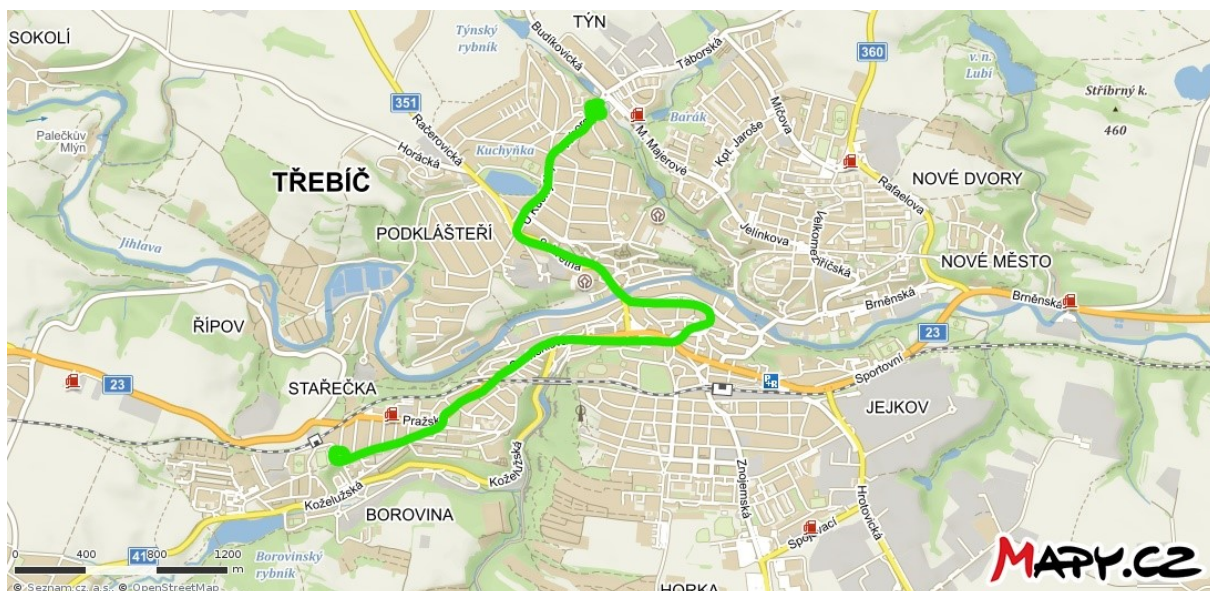 TÝN
SOKOLÍ
Týnský
rybník
Budíkovická
Táborská
360
v. n.
Lubí
Stříbrný k.
460
351
Račerovická
Horácká
Palečkův
Mlýn
Kuchyňka
Barák
M. Majerové
Kpt. Jaroše
Míčova
Rafaelova
NOVÉ DVORY
TŘEBÍČ
PODKLÁŠTEŘÍ
Jelínkova
NOVÉ MĚSTO
Jihlava
Brněnská
Brněnská
ŘÍPOV
23
Sportovní
STAŘEČKA
23
P+R
JEJKOV
Koželužská
Koželužská
BOROVINA
Znojemská
Hrotovická
Spojovací
Borovinský
rybník
HORKA
0 400 800 1200
m
© Seznam.cz, a.s., © OpenStreetMap
MAPY.CZ